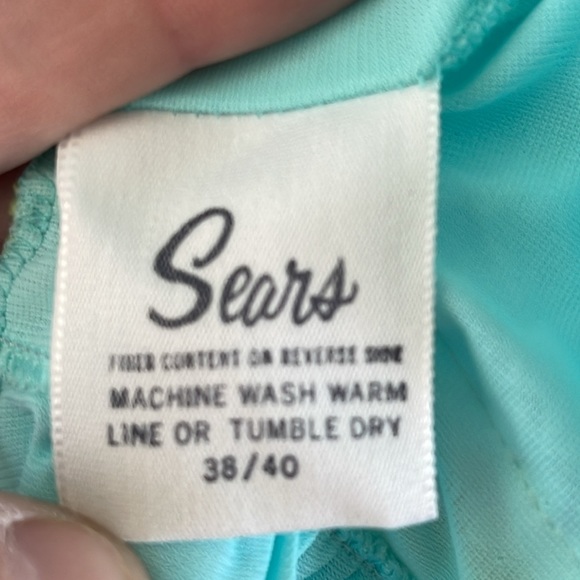 Sears
FIBER CONTENT ON REVERSE SIDE
MACHINE WASH WARM
LINE OR TUMBLE DRY
38/40